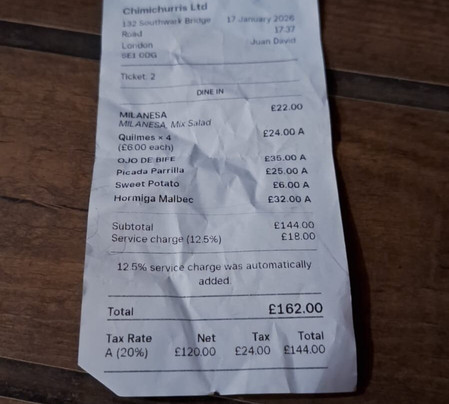 Chimichurris Ltd
132 Southwark Bridge 17 January 2026
Road 17:37
London Juan David
SE1 0DG
Ticket: 2
DINE IN
MILANESA £22.00
MILANESA Mix Salad
Quilmes × 4 £24.00 A
(£6.00 each)
OJO DE BIFE £35.00 A
Picada Parrilla £25.00 A
Sweet Potato £6.00 A
Hormiga Malbec £32.00 A
Subtotal £144.00
Service charge (12.5%) £18.00
12.5% service charge was automatically
added
Total £162.00
Tax Rate Net Tax Total
A (20%) £120.00 £24.00 £144.00